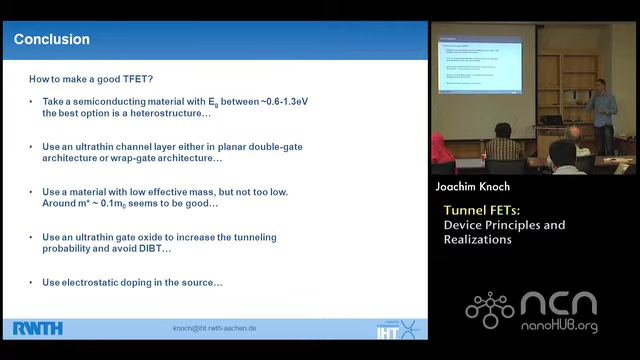 Conclusion
How to make a good TFET?
• Take a semiconducting material with Eg between ~0.6-1.3eV
the best option is a heterostructure…
• Use an ultrathin channel layer either in planar double-gate
architecture or wrap-gate architecture…
• Use a material with low effective mass, but not too low.
Around m* ~ 0.1m0 seems to be good…
• Use an ultrathin gate oxide to increase the tunneling
probability and avoid DIBT…
• Use electrostatic doping in the source…
RWTH
knoch@iht.rwth-aachen.de
IHT
Joachim Knoch
Tunnel FETs:
Device Principles and
Realizations
ncn
nanoHUB.org